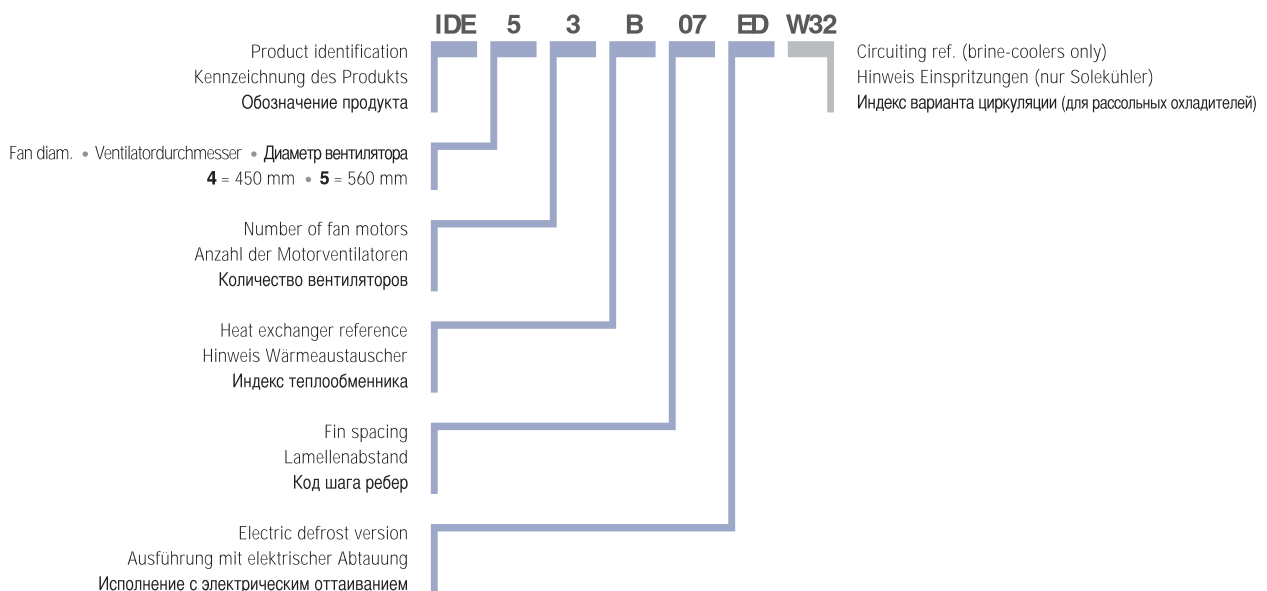 IDE 5 3 B 07 ED W32
Product identification
Kennzeichnung des Produkts
Обозначение продукта
Circuiting ref. (brine-coolers only)
Hinweis Einspritzungen (nur Solekühler)
Индекс варианта циркуляции (для рассольных охладителей)
Fan diam. • Ventilatordurchmesser • Диаметр вентилятора
4 = 450 mm • 5 = 560 mm
Number of fan motors
Anzahl der Motorventilatoren
Количество вентиляторов
Heat exchanger reference
Hinweis Wärmeaustauscher
Индекс теплообменника
Fin spacing
Lamellenabstand
Код шага ребер
Electric defrost version
Ausführung mit elektrischer Abtauung
Исполнение с электрическим оттаиванием